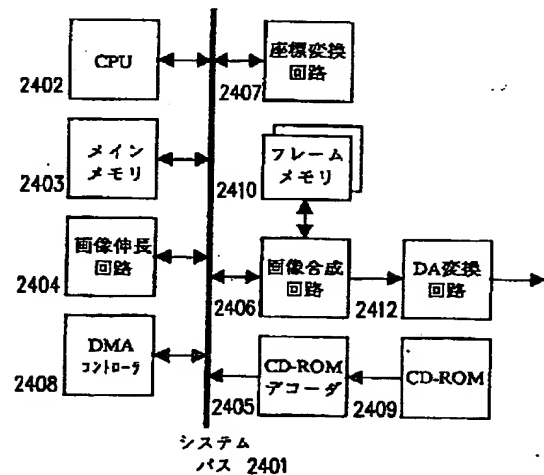 CPU
2402
座標変換
回路
2407
メイン
メモリ
2403
フレーム
メモリ
2410
画像伸長
回路
2404
画像合成
回路
2406
DA変換
回路
2412
DMA
コントローラ
2408
CD-ROM
デコーダ
2405
CD-ROM
2409
システム
バス 2401